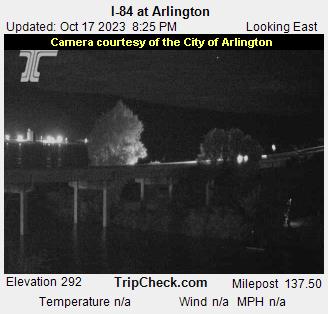 I-84 at Arlington
Updated: Oct 17 2023 8:25 PM Looking East
Camera courtesy of the City of Arlington
Elevation 292 TripCheck.com Milepost 137.50
Temperature n/a Wind n/a MPH n/a